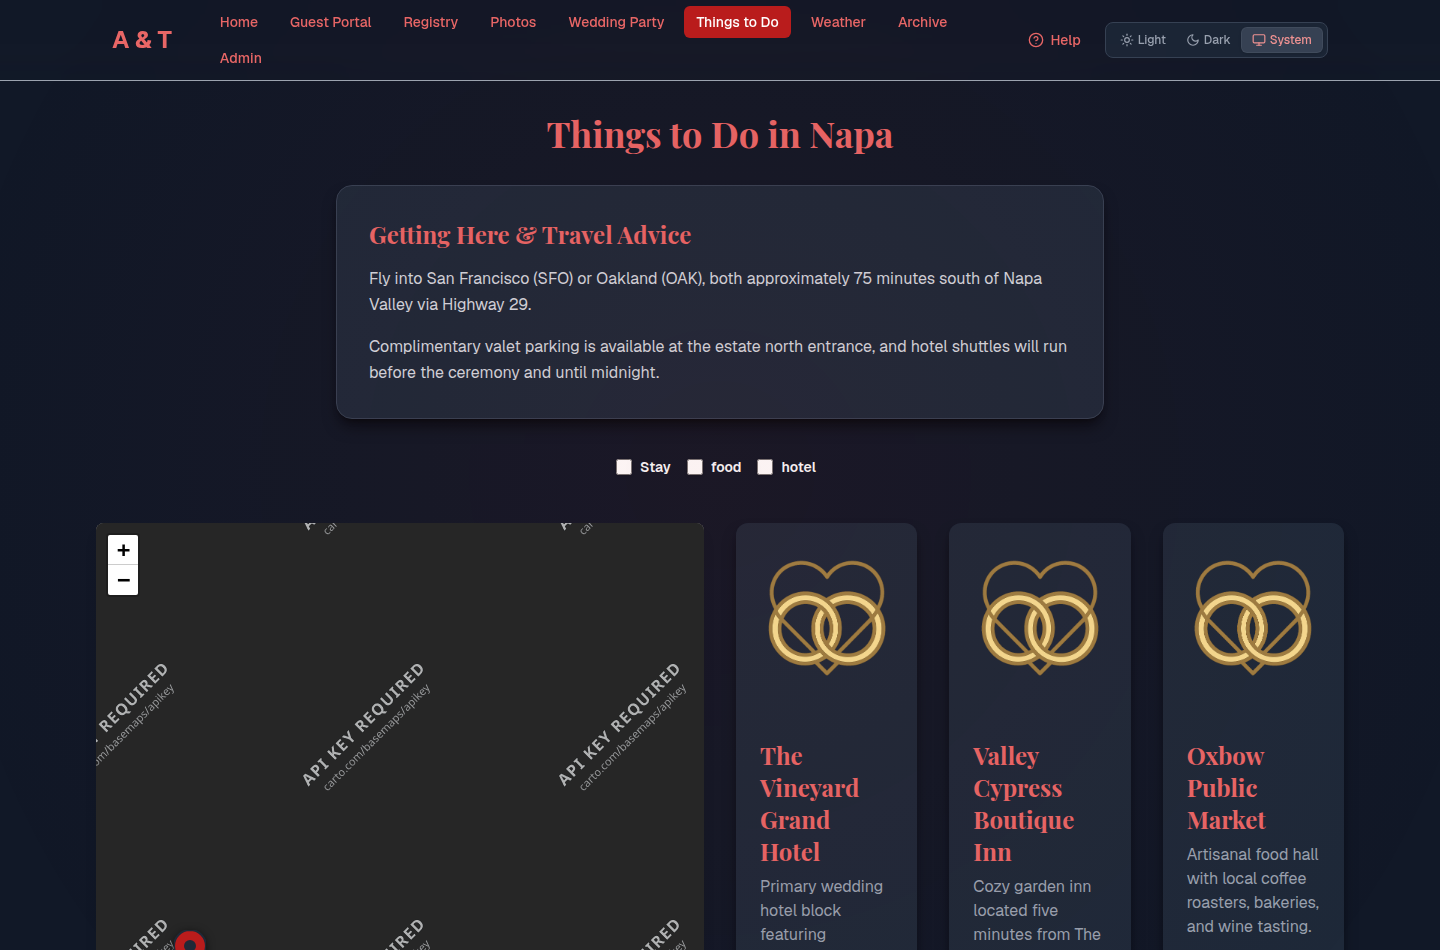 A & T
Home
Guest Portal
Registry
Photos
Wedding Party
Things to Do
Weather
Archive
Admin
Help
Light
Dark
System
Things to Do in Napa
Getting Here & Travel Advice
Fly into San Francisco (SFO) or Oakland (OAK), both approximately 75 minutes south of Napa
Valley via Highway 29.
Complimentary valet parking is available at the estate north entrance, and hotel shuttles will run
before the ceremony and until midnight.
Stay
food
hotel
+
−
REQUIRED
com/basemaps/apikey
API KEY REQUIRED
carto.com/basemaps/apikey
API KEY REQUIRED
carto.com/basemaps/apikey
The
Vineyard
Grand
Hotel
Primary wedding
hotel block
featuring
Valley
Cypress
Boutique
Inn
Cozy garden inn
located five
minutes from The
Oxbow
Public
Market
Artisanal food hall
with local coffee
roasters, bakeries,
and wine tasting.